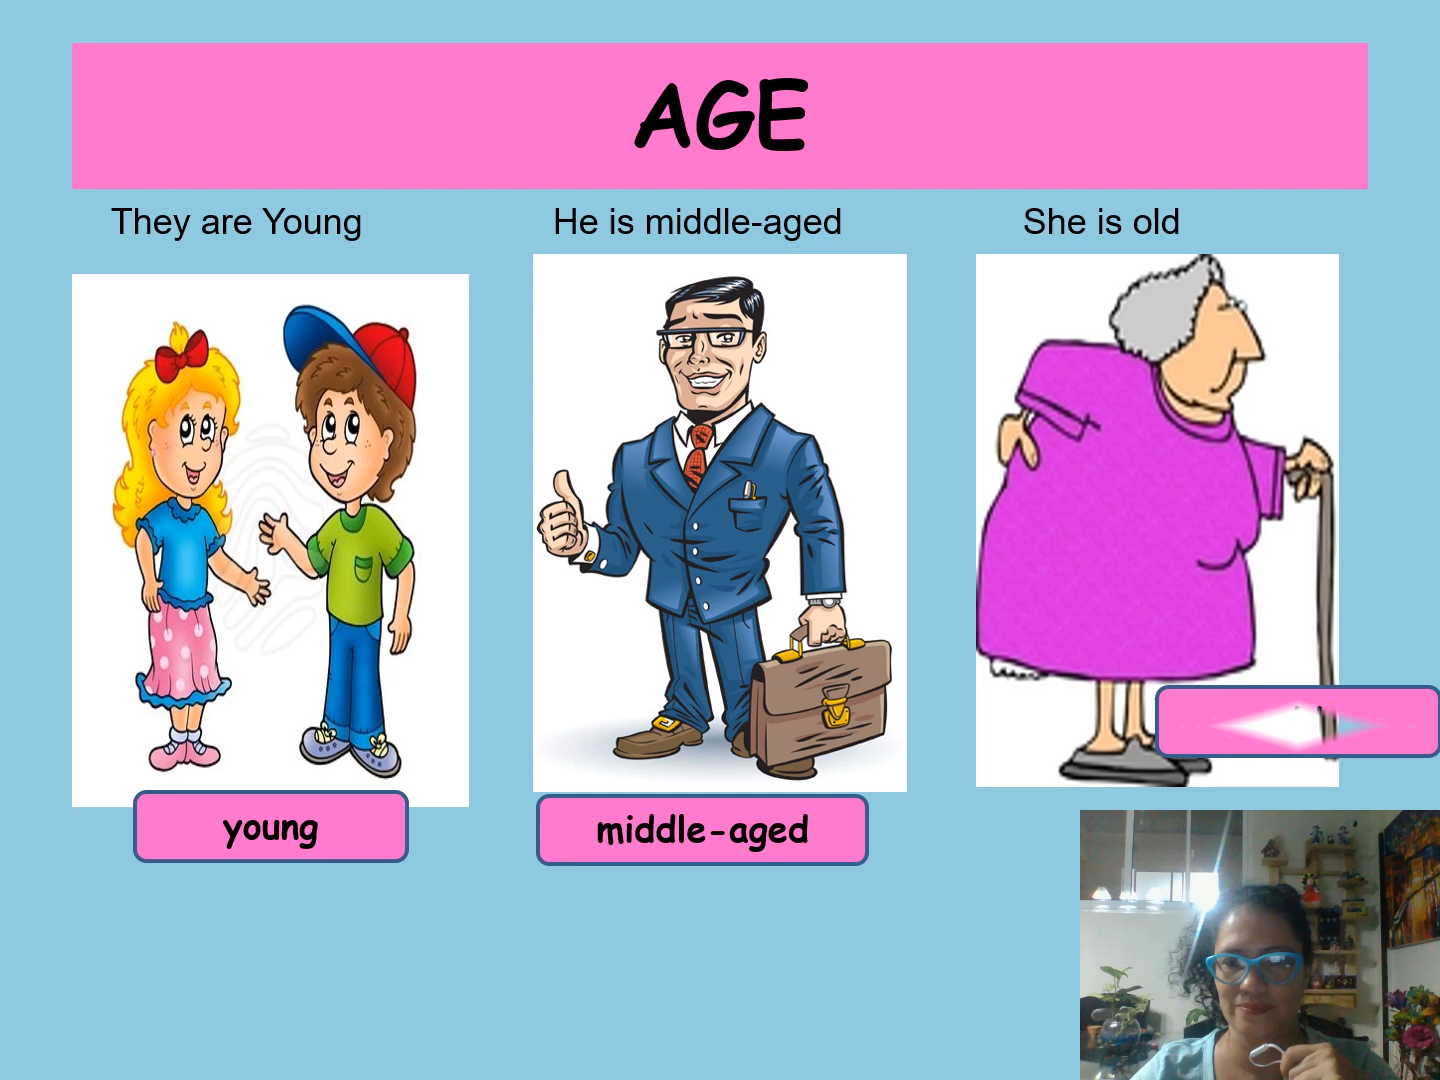 AGE
They are Young
He is middle-aged
She is old
young
middle-aged